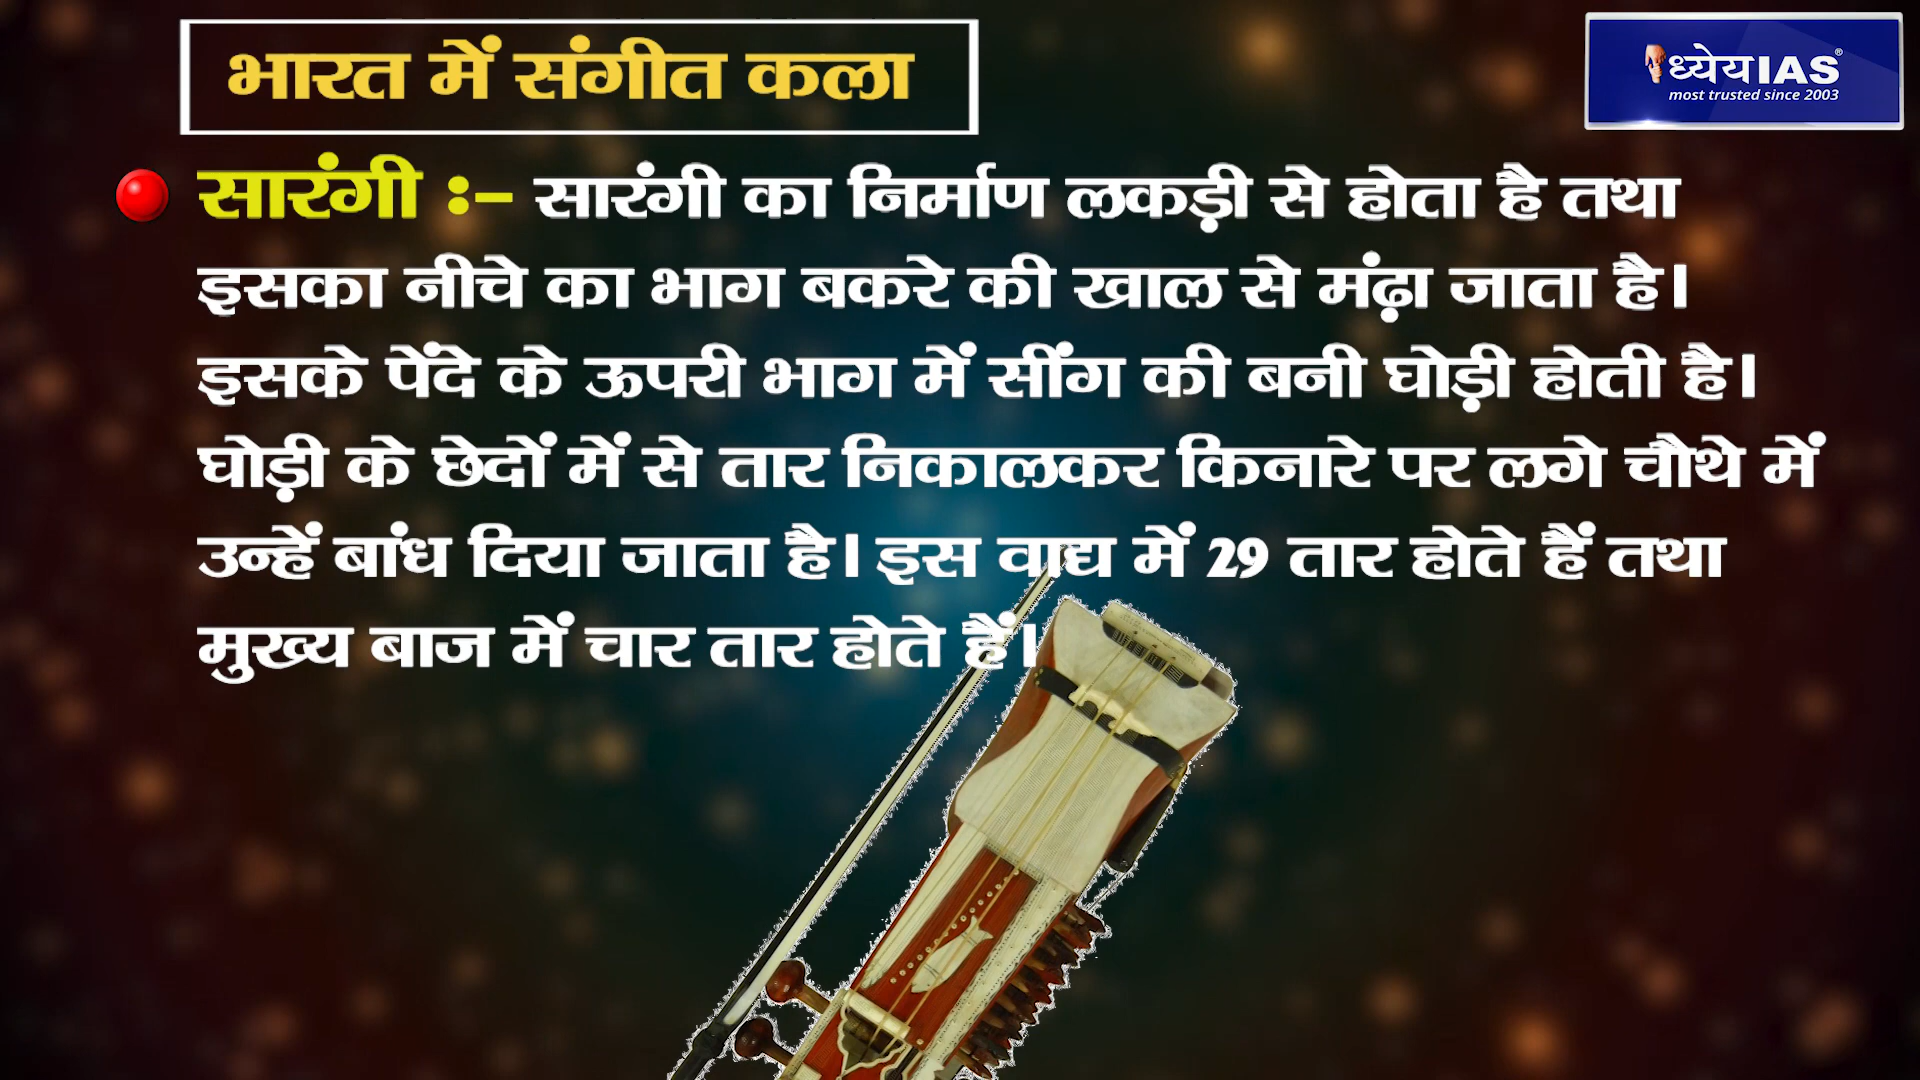 भारत में संगीत कला
ध्येयIAS®
most trusted since 2003
सारंगी :- सारंगी का निर्माण लकड़ी से होता है तथा
इसका नीचे का भाग बकरे की खाल से मंढ़ा जाता है।
इसके पेंदे के ऊपरी भाग में सींग की बनी घोड़ी होती है।
घोड़ी के छेदों में से तार निकालकर किनारे पर लगे चौथे में
उन्हें बांध दिया जाता है। इस वाद्य में 29 तार होते हैं तथा
मुख्य बाज में चार तार होते हैं।